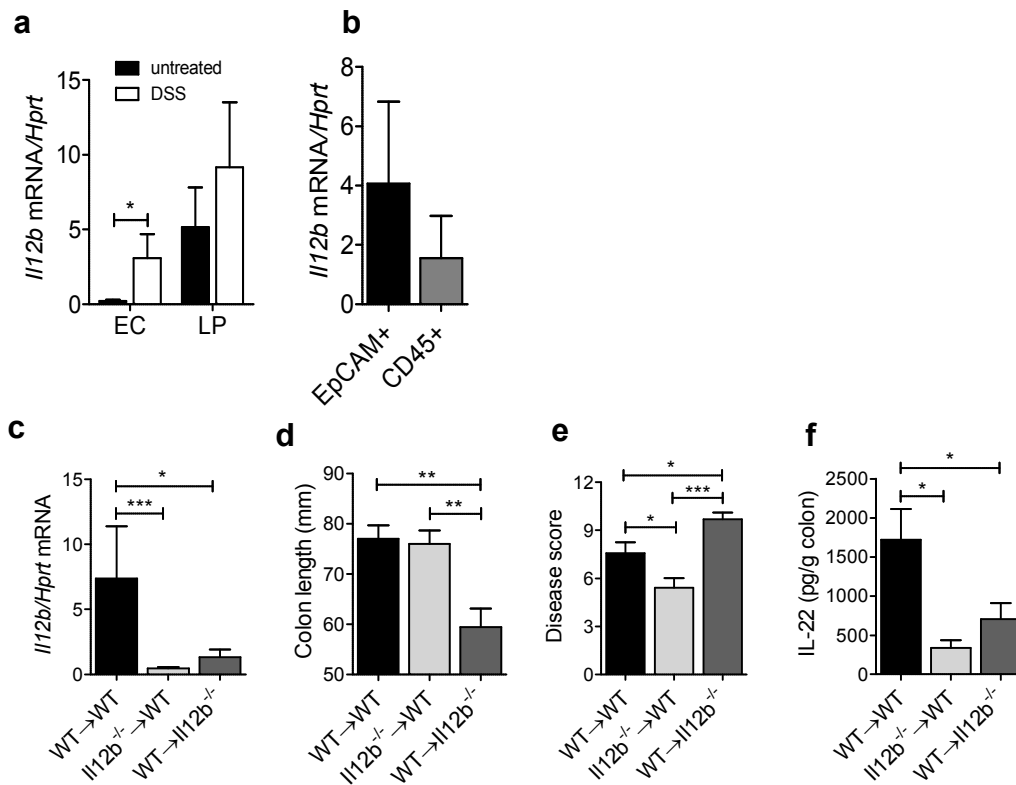 a
untreated
DSS
15
10
5
0
Il12b mRNA/Hprt
*
EC LP
b
8
6
4
2
0
Il12b mRNA/Hprt
EpCAM+
CD45+
c
15
10
5
0
Il12b/Hprt mRNA
*
***
WT→WT
Il12b-/-→WT
WT→Il12b-/-
d
90
80
70
60
50
Colon length (mm)
**
**
WT→WT
Il12b-/-→WT
WT→Il12b-/-
e
12
9
6
3
0
Disease score
*
***
*
WT→WT
Il12b-/-→WT
WT→Il12b-/-
f
2500
2000
1500
1000
500
0
IL-22 (pg/g colon)
*
*
WT→WT
Il12b-/-→WT
WT→Il12b-/-